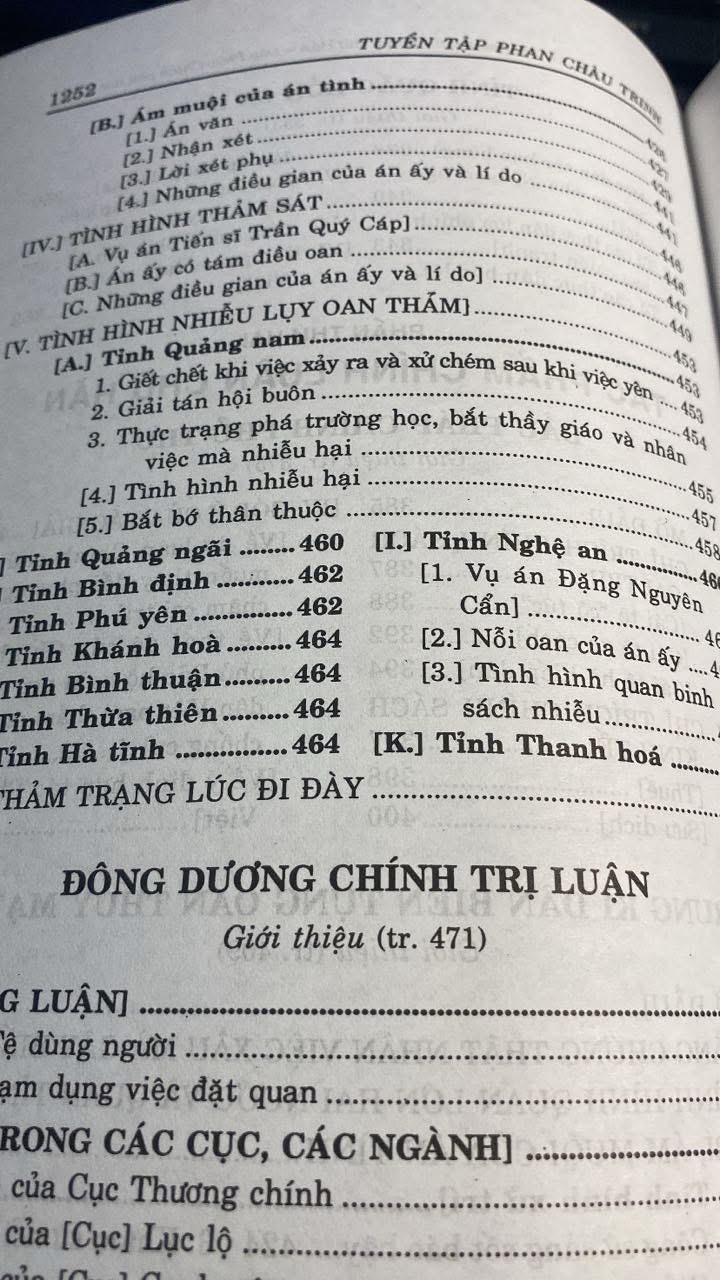 1252
TUYỂN TẬP PHAN CHÂU TRINH
[B.] Ám muội của án tình
[1.] Án văn 427
[2.] Nhận xét
[3.] Lời xét phụ 441
[4.] Những điều gian của án ấy và lí do 441
[IV.] TÌNH HÌNH THẢM SÁT 446
[A. Vụ án Tiến sĩ Trần Quý Cáp] 446
[B.] Án ấy có tám điều oan 447
[C. Những điều gian của án ấy và lí do] 449
[V. TÌNH HÌNH NHIỄU LỤY OAN THẢM] 453
[A.] Tỉnh Quảng nam 453
1. Giết chết khi việc xảy ra và xử chém sau khi việc yên .... 453
2. Giải tán hội buôn 454
3. Thực trạng phá trường học, bắt thầy giáo và nhân
việc mà nhiễu hại 455
[4.] Tình hình nhiễu hại 457
[5.] Bắt bớ thân thuộc 458
] Tỉnh Quảng ngãi ........ 460
Tỉnh Bình định ........... 462
Tỉnh Phú yên .............. 462
Tỉnh Khánh hoà .......... 464
Tỉnh Bình thuận.......... 464
Tỉnh Thừa thiên .......... 464
Tỉnh Hà tĩnh ................ 464
[I.] Tỉnh Nghệ an
[1. Vụ án Đặng Nguyên
Cẩn]
[2.] Nỗi oan của án ấy
[3.] Tình hình quan binh
sách nhiễu
[K.] Tỉnh Thanh hoá
THẢM TRẠNG LÚC ĐI ĐÀY
ĐÔNG DƯƠNG CHÍNH TRỊ LUẬN
Giới thiệu (tr. 471)
LUẬN]
dùng người
dụng việc đặt quan
CÁC CỤC, CÁC NGÀNH]
của Cục Thương chính
của [Cục] Lục lộ